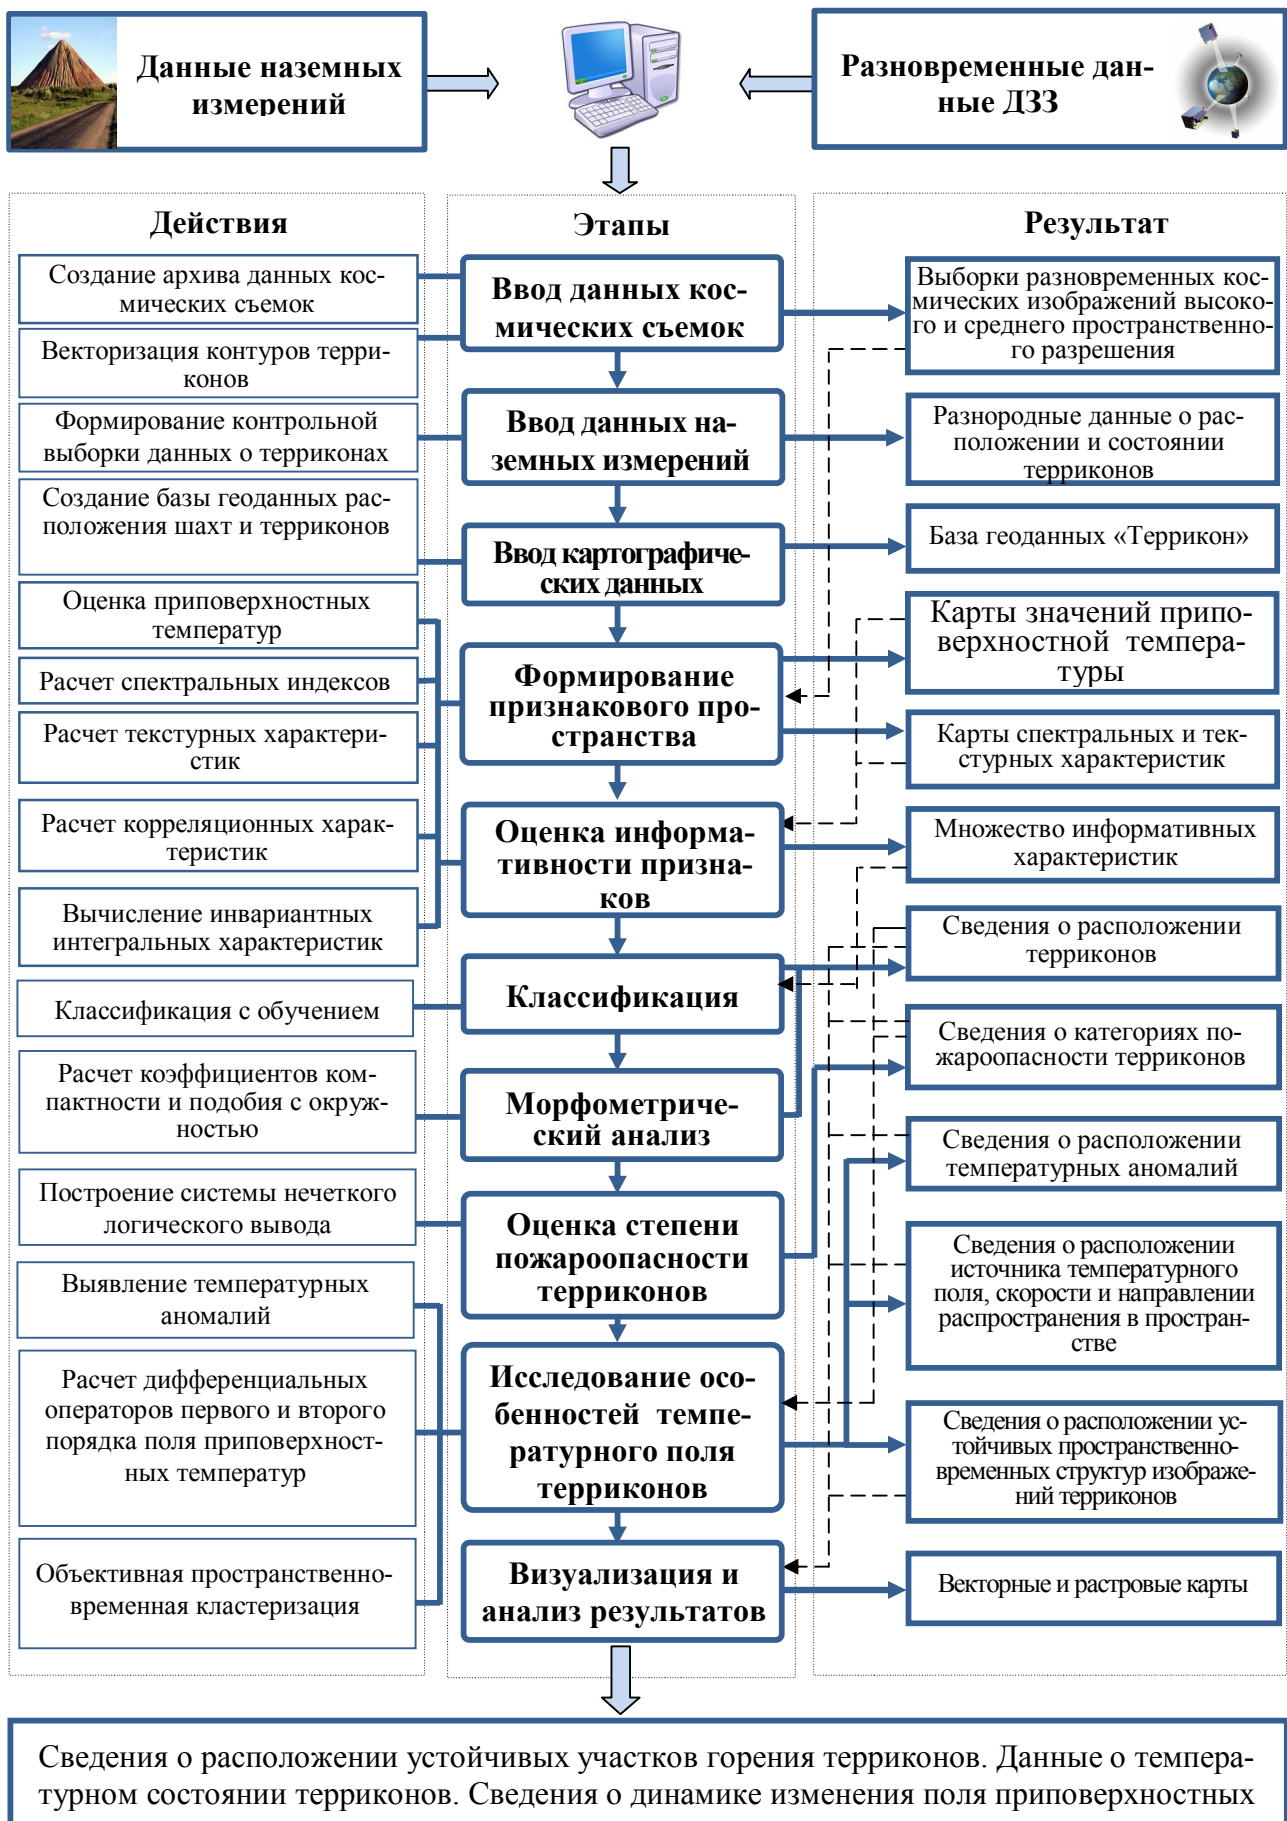 Данные наземных
измерений
Разновременные дан-
ные ДЗЗ
Действия
Создание архива данных кос-
мических съемок
Векторизация контуров терри-
конов
Формирование контрольной
выборки данных о терриконах
Создание базы геоданных рас-
положения шахт и терриконов
Оценка приповерхностных
температур
Расчет спектральных индексов
Расчет текстурных характери-
стик
Расчет корреляционных харак-
теристик
Вычисление инвариантных
интегральных характеристик
Классификация с обучением
Расчет коэффициентов ком-
пактности и подобия с окруж-
ностью
Построение системы нечеткого
логического вывода
Выявление температурных
аномалий
Расчет дифференциальных
операторов первого и второго
порядка поля приповерхност-
ных температур
Объективная пространственно-
временная кластеризация
Этапы
Ввод данных кос-
мических съемок
Ввод данных на-
земных измерений
Ввод картографиче-
ских данных
Формирование
признакового про-
странства
Оценка информа-
тивности призна-
ков
Классификация
Морфометриче-
ский анализ
Оценка степени
пожароопасности
терриконов
Исследование осо-
бенностей темпе-
ратурного поля
терриконов
Визуализация и
анализ результатов
Результат
Выборки разновременных кос-
мических изображений высоко-
го и среднего пространственно-
го разрешения
Разнородные данные о рас-
положении и состоянии
терриконов
База геоданных «Террикон»
Карты значений припо-
верхностной темпера-
туры
Карты спектральных и тек-
стурных характеристик
Множество информативных
характеристик
Сведения о расположении
терриконов
Сведения о категориях по-
жароопасности терриконов
Сведения о расположении
температурных аномалий
Сведения о расположении
источника температурного
поля, скорости и направлении
распространения в простран-
стве
Сведения о расположении ус-
тойчивых пространственно-
временных структур изображе-
ний терриконов
Векторные и растровые карты
Сведения о расположении устойчивых участков горения терриконов. Данные о темпера-
турном состоянии терриконов. Сведения о динамике изменения поля приповерхностных